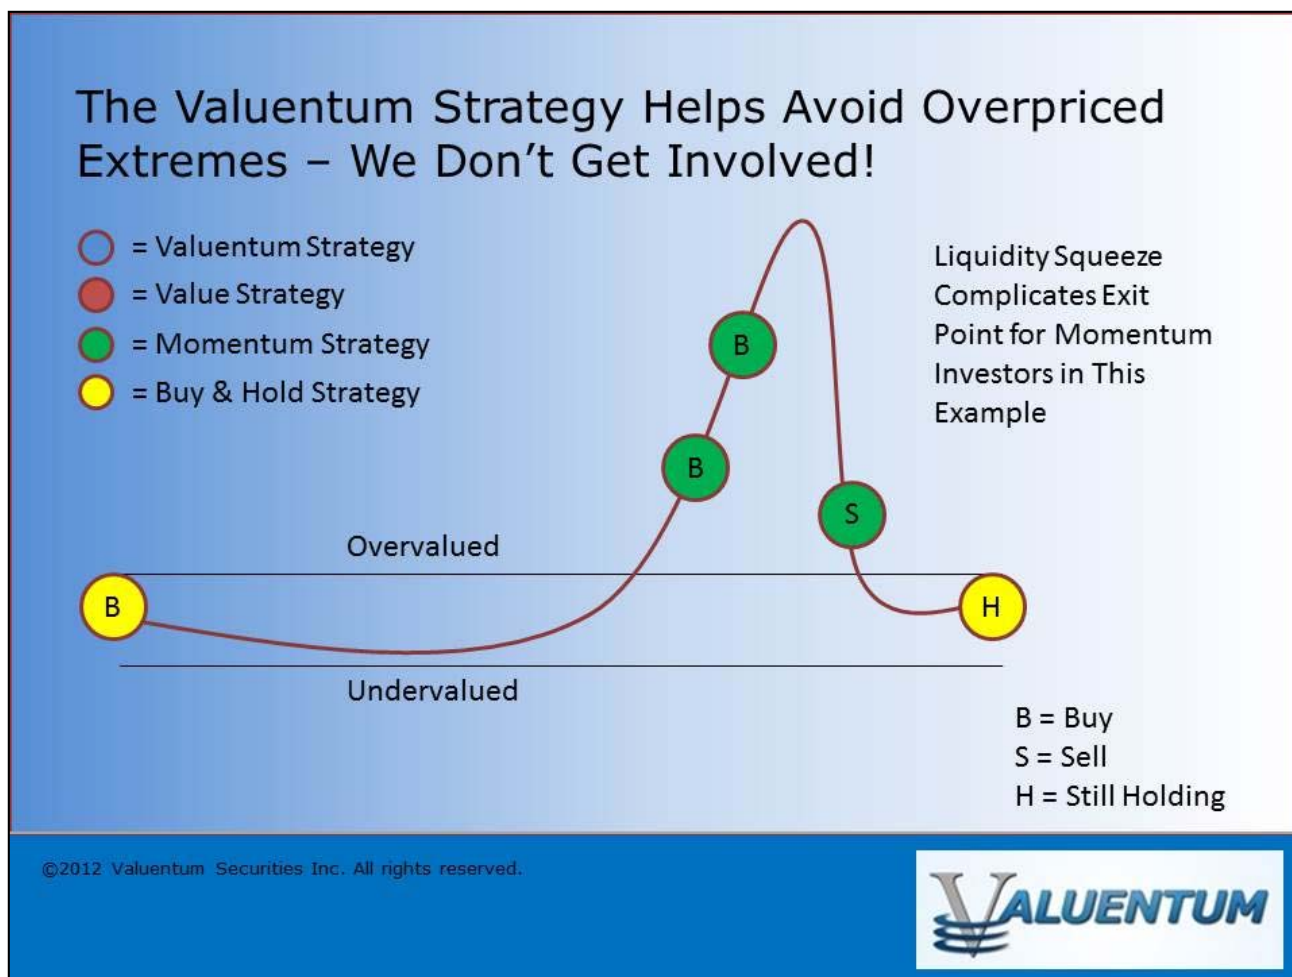 The Valuentum Strategy Helps Avoid Overpriced
Extremes – We Don't Get Involved!
= Valuentum Strategy
= Value Strategy
= Momentum Strategy
= Buy & Hold Strategy
Liquidity Squeeze
Complicates Exit
Point for Momentum
Investors in This
Example
B
B
S
Overvalued
B
H
Undervalued
B = Buy
S = Sell
H = Still Holding
©2012 Valuentum Securities Inc. All rights reserved.
VALUENTUM